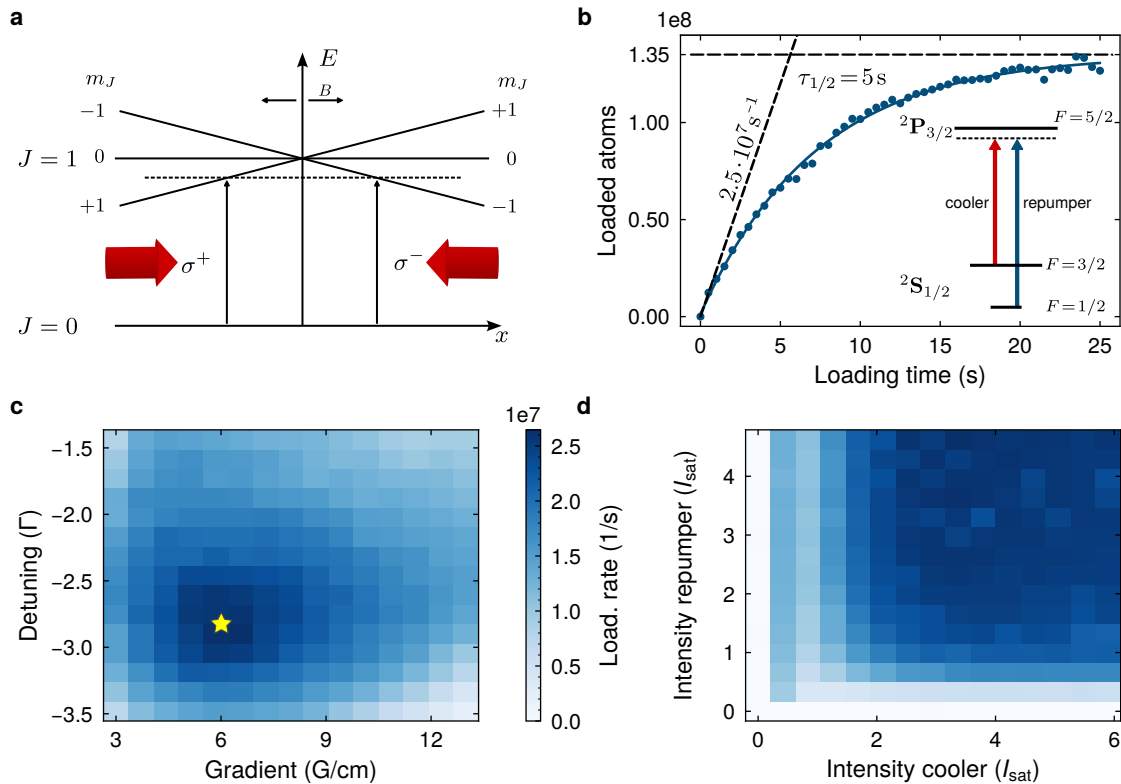 a
E
m_J
m_J
B
−1
+1
J = 1
0
0
+1
−1
σ⁺
σ⁻
J = 0
x
b
1e8
1.35
1.00
0.50
0.00
Loaded atoms
τ₁/₂ = 5 s
2.5 · 10⁷ s⁻¹
²P₃/₂
F = 5/2
cooler
repumper
F = 3/2
²S₁/₂
F = 1/2
0 5 10 15 20 25
Loading time (s)
c
−1.5
−2.0
−2.5
−3.0
−3.5
Detuning (Γ)
3 6 9 12
Gradient (G/cm)
1e7
2.5
2.0
1.5
1.0
0.5
0.0
Load. rate (1/s)
d
4
3
2
1
0
Intensity repumper (I_sat)
0 2 4 6
Intensity cooler (I_sat)